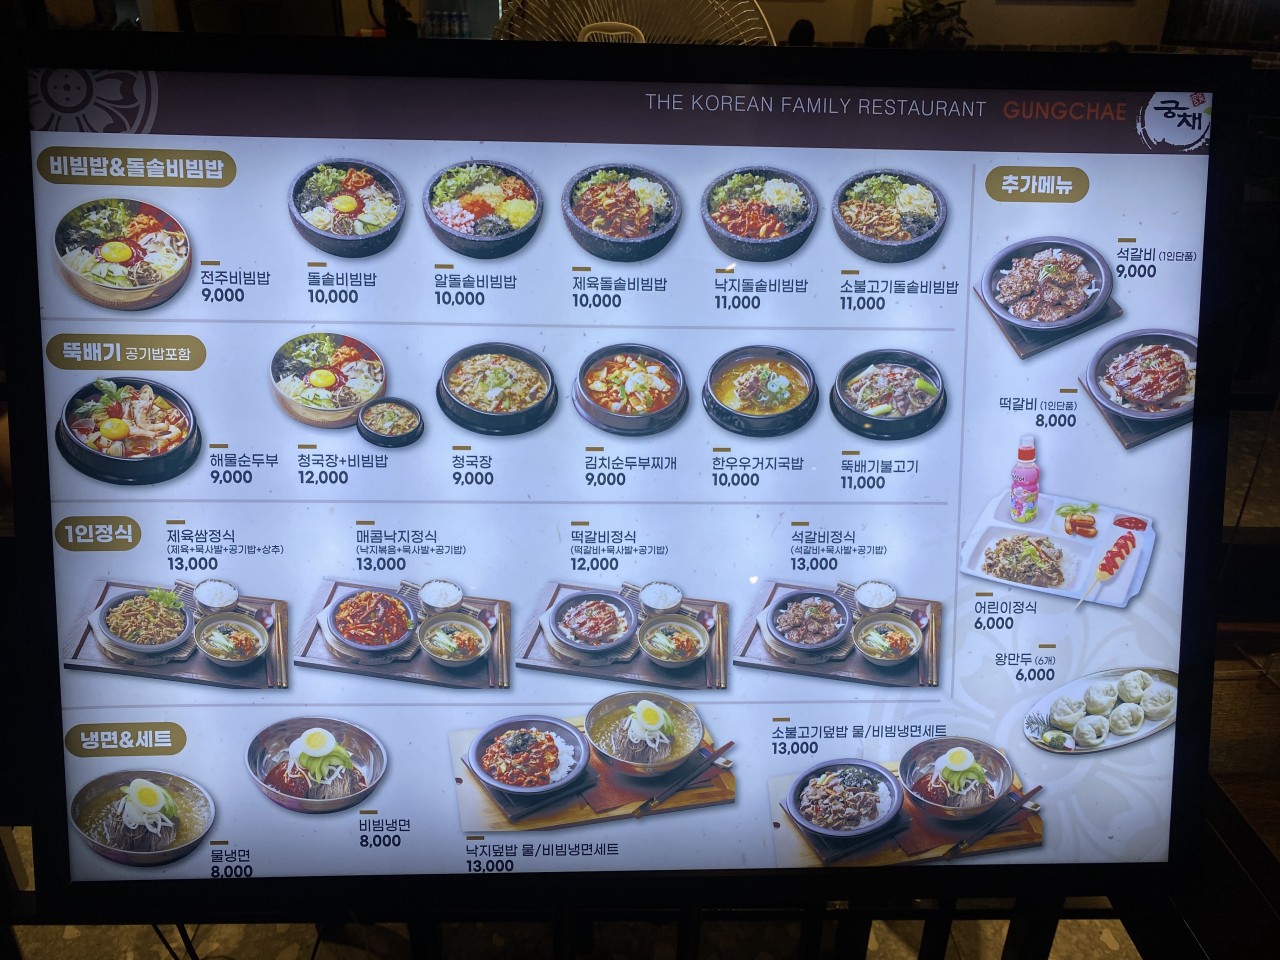 THE KOREAN FAMILY RESTAURANT GUNGCHAE 궁채
비빔밥&돌솥비빔밥
전주비빔밥
9,000
돌솥비빔밥
10,000
알돌솥비빔밥
10,000
제육돌솥비빔밥
10,000
낙지돌솥비빔밥
11,000
소불고기돌솥비빔밥
11,000
뚝배기 공기밥포함
해물순두부
9,000
청국장+비빔밥
12,000
청국장
9,000
김치순두부찌개
9,000
한우우거지국밥
10,000
뚝배기불고기
11,000
1인정식
제육쌈정식
(제육+묵사발+공기밥+상추)
13,000
매콤낙지정식
(낙지볶음+묵사발+공기밥)
13,000
떡갈비정식
(떡갈비+묵사발+공기밥)
12,000
석갈비정식
(석갈비+묵사발+공기밥)
13,000
냉면&세트
물냉면
8,000
비빔냉면
8,000
낙지덮밥 물/비빔냉면세트
13,000
소불고기덮밥 물/비빔냉면세트
13,000
추가메뉴
석갈비 (1인단품)
9,000
떡갈비 (1인단품)
8,000
어린이정식
6,000
왕만두 (6개)
6,000